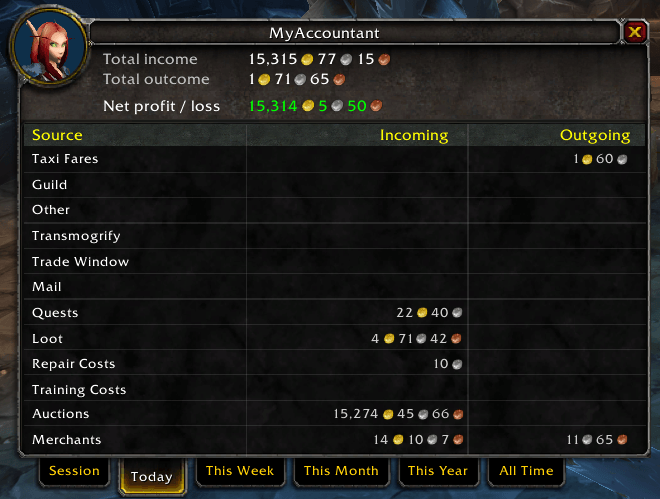 MyAccountant
Total income 15,315 77 15
Total outcome 1 71 65
Net profit / loss 15,314 5 50
Source Incoming Outgoing
Taxi Fares 1 60
Guild
Other
Transmogrify
Trade Window
Mail
Quests 22 40
Loot 4 71 42
Repair Costs 10
Training Costs
Auctions 15,274 45 66
Merchants 14 10 7 11 65
Session Today This Week This Month This Year All Time